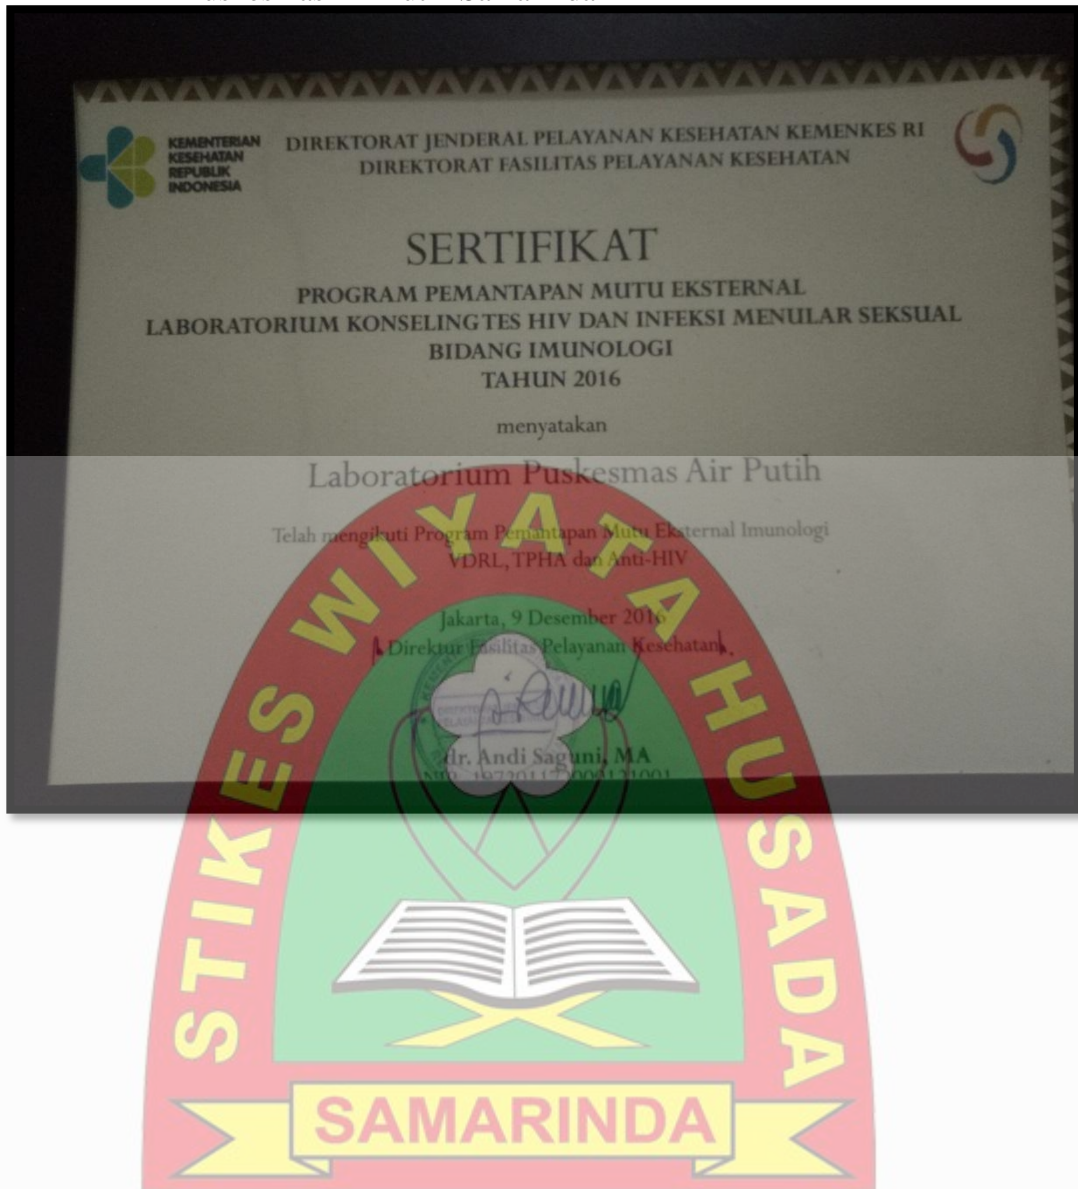 KEMENTERIAN
KESEHATAN
REPUBLIK
INDONESIA
DIREKTORAT JENDERAL PELAYANAN KESEHATAN KEMENKES RI
DIREKTORAT FASILITAS PELAYANAN KESEHATAN
SERTIFIKAT
PROGRAM PEMANTAPAN MUTU EKSTERNAL
LABORATORIUM KONSELING TES HIV DAN INFEKSI MENULAR SEKSUAL
BIDANG IMUNOLOGI
TAHUN 2016
menyatakan
Laboratorium Puskesmas Air Putih
Telah mengikuti Program Pemantapan Mutu Eksternal Imunologi
VDRL, TPHA dan Anti-HIV
Jakarta, 9 Desember 2016
Direktur Fasilitas Pelayanan Kesehatan
dr. Andi Saguni, MA
STIKES WIYATA HUSADA
SAMARINDA